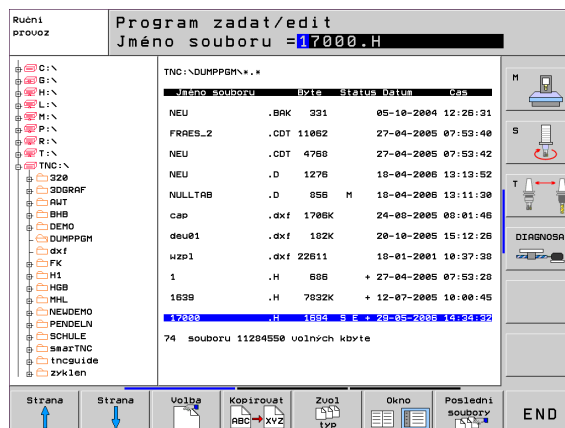 Ruční
provoz
Program zadat/edit
Jméno souboru =17000.H
C:\
G:\
H:\
L:\
M:\
P:\
R:\
T:\
TNC:\
320
3DGRAF
AWT
BHB
DEMO
DUMPPGM
dxf
FK
H1
HGB
MHL
NEWDEMO
PENDELN
SCHULE
smarTNC
tncguide
zyklen
TNC:\DUMPPGM\*.*
Jméno souboru Byte Status Datum Cas
NEU .BAK 331 05-10-2004 12:26:31
FRAES_2 .CDT 11062 27-04-2005 07:53:40
NEU .CDT 4768 27-04-2005 07:53:42
NEU .D 1276 18-04-2006 13:13:52
NULLTAB .D 856 M 18-04-2006 13:11:30
cap .dxf 1706K 24-08-2005 08:01:46
deu01 .dxf 182K 20-10-2005 15:12:26
wzpl .dxf 22611 18-01-2001 10:37:38
1 .H 686 + 27-04-2005 07:53:28
1639 .H 7832K + 12-07-2005 10:00:45
17000 .H 1694 S E + 29-05-2006 14:34:32
74 souboru 11284550 volných kbyte
M
S
T
DIAGNOSA
Strana
Strana
Volba
Kopírovat
ABC XYZ
Zvol
typ
Okno
Poslední
soubory
END